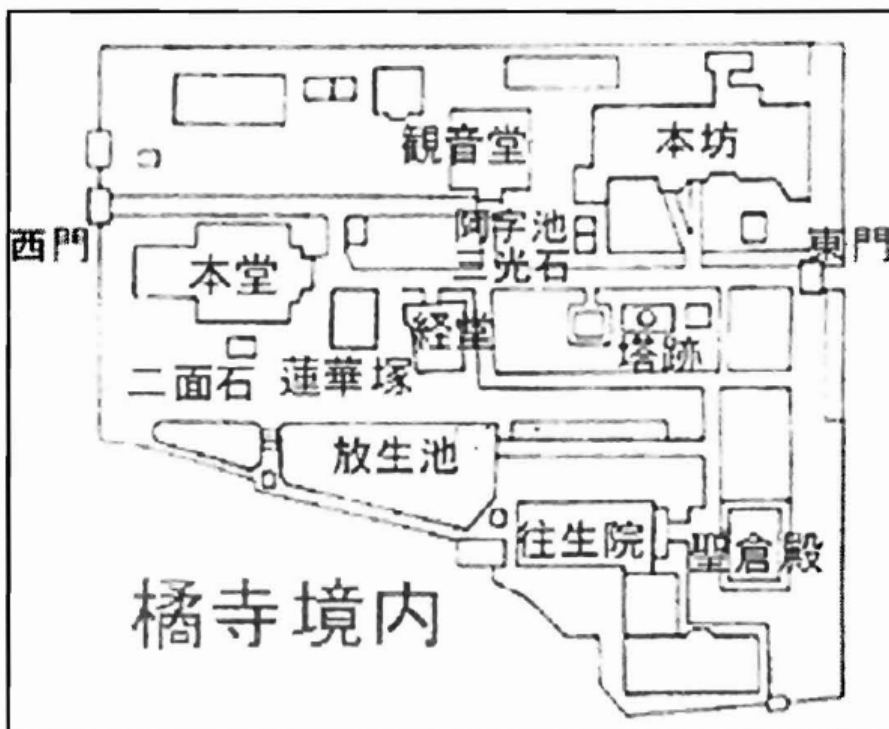 観音堂
本坊
西門
阿字池
三光石
東門
本堂
経堂
塔跡
二面石
蓮華塚
放生池
往生院
聖倉殿
橘寺境内